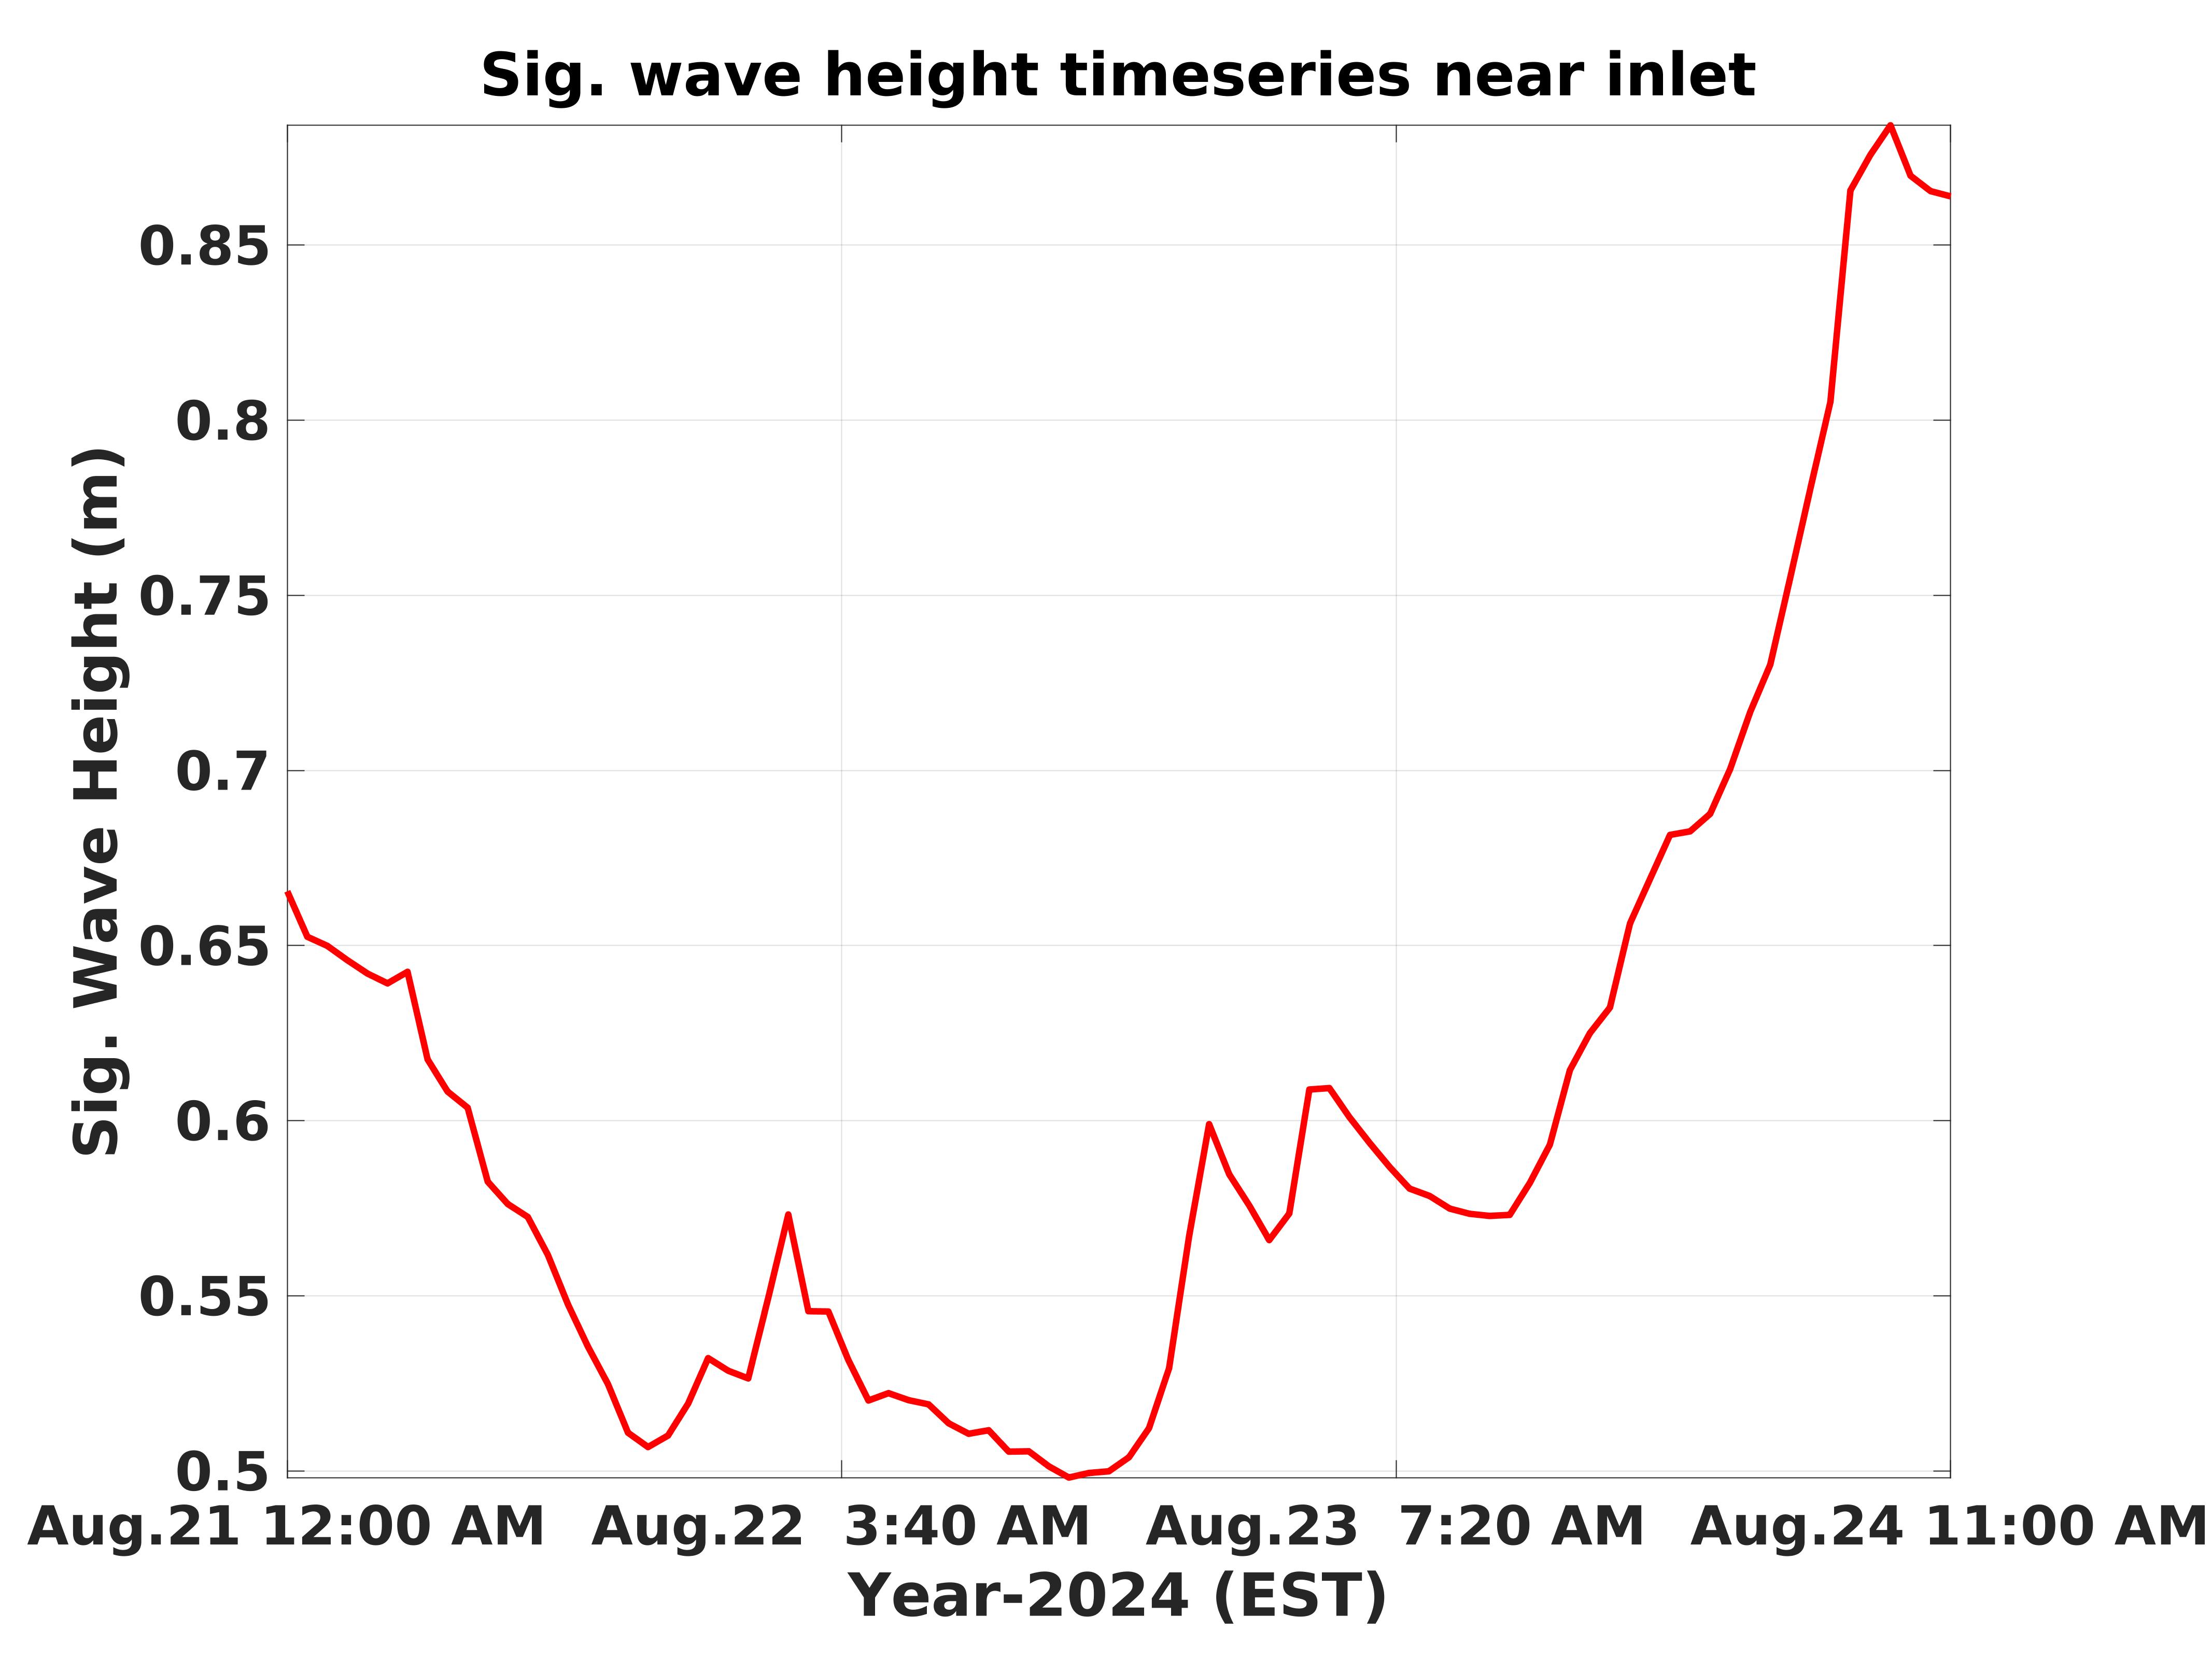 Sig. wave height timeseries near inlet
Sig. Wave Height (m)
0.85
0.8
0.75
0.7
0.65
0.6
0.55
0.5
Aug.21 12:00 AM Aug.22 3:40 AM Aug.23 7:20 AM Aug.24 11:00 AM
Year-2024 (EST)